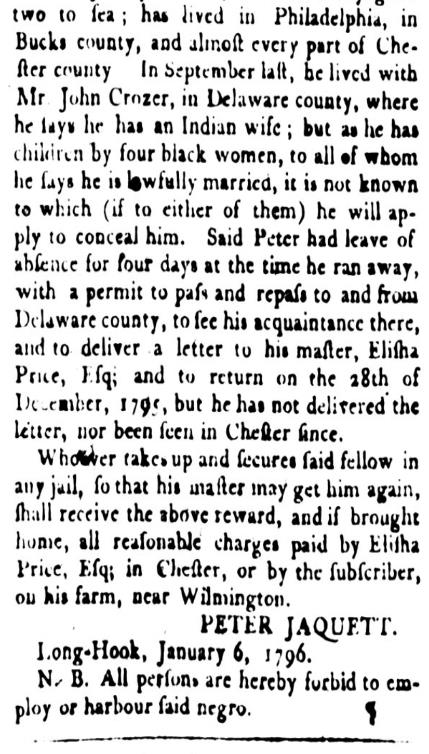 two to ſea; has lived in Philadelphia, in
Bucks county, and almoſt every part of Che-
ſter county In September laſt, he lived with
Mr. John Crozer, in Delaware county, where
he ſays he has an Indian wife; but as he has
children by four black women, to all of whom
he ſays he is lawfully married, it is not known
to which (if to either of them) he will ap-
ply to conceal him. Said Peter had leave of
abſence for four days at the time he ran away,
with a permit to paſs and repaſs to and from
Delaware county, to ſee his acquaintance there,
and to deliver a letter to his maſter, Eliſha
Price, Eſq; and to return on the 28th of
December, 1795, but he has not delivered the
letter, nor been ſeen in Cheſter ſince.
Whoever takes up and ſecures ſaid fellow in
any jail, ſo that his maſter may get him again,
ſhall receive the above reward, and if brought
home, all reaſonable charges paid by Eliſha
Price, Eſq; in Cheſter, or by the ſubſcriber,
on his farm, near Wilmington.
PETER JAQUETT.
Long-Hook, January 6, 1796.
N. B. All perſons are hereby forbid to em-
ploy or harbour ſaid negro. ¶